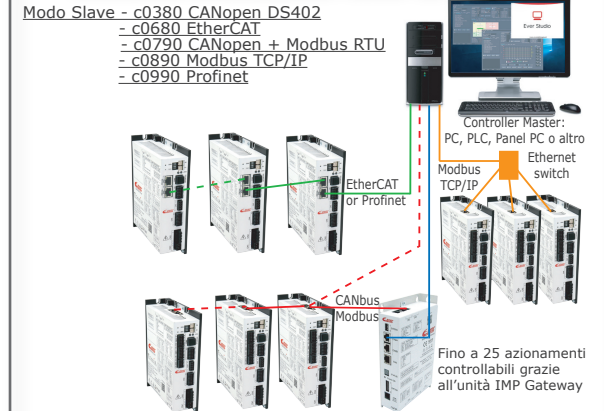 Modo Slave - c0380 CANopen DS402
- c0680 EtherCAT
- c0790 CANopen + Modbus RTU
- c0890 Modbus TCP/IP
- c0990 Profinet
Ever Studio
Controller Master:
PC, PLC, Panel PC o altro
Ethernet
switch
Modbus
TCP/IP
EtherCAT
or Profinet
CANbus
Modbus
Fino a 25 azionamenti
controllabili grazie
all'unità IMP Gateway